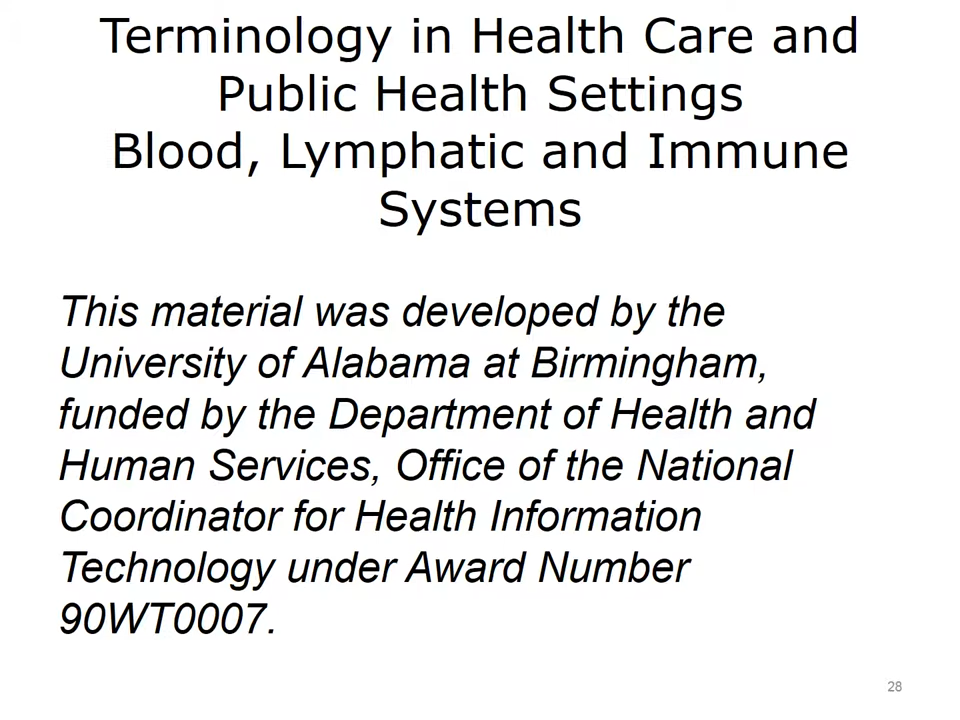 Terminology in Health Care and
Public Health Settings
Blood, Lymphatic and Immune
Systems
This material was developed by the
University of Alabama at Birmingham,
funded by the Department of Health and
Human Services, Office of the National
Coordinator for Health Information
Technology under Award Number
90WT0007.
28